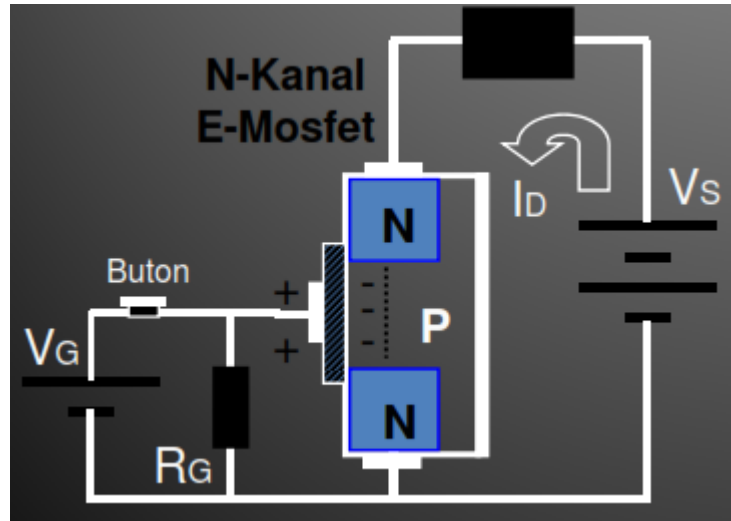 N-Kanal
E-Mosfet
ID
VS
N
Buton
+
-
-
P
VG
+
-
N
RG